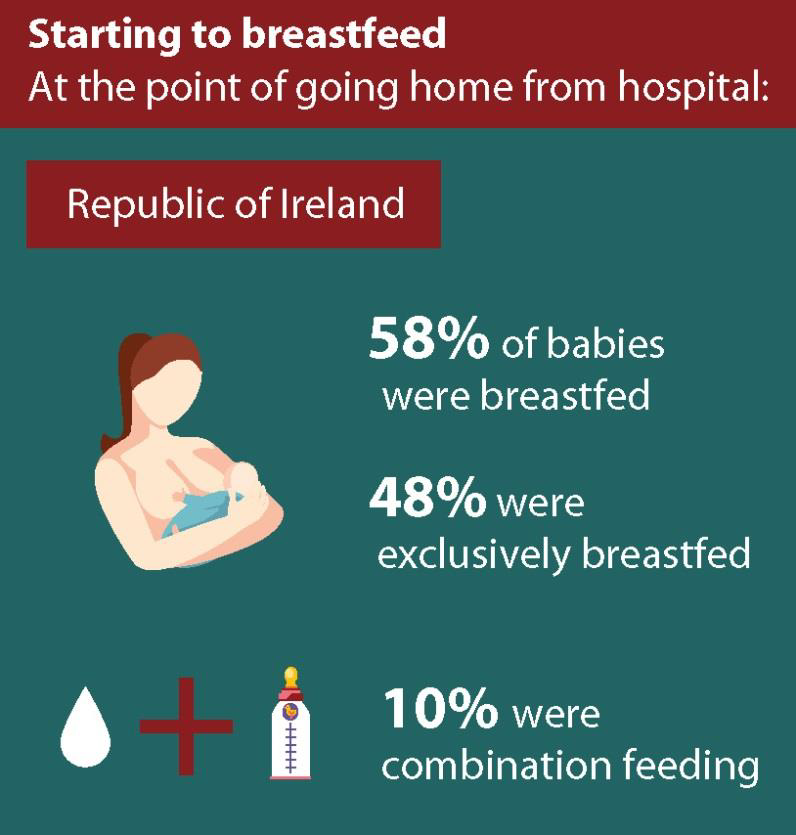 Starting to breastfeed
At the point of going home from hospital:
Republic of Ireland
58% of babies
were breastfed
48% were
exclusively breastfed
10% were
combination feeding